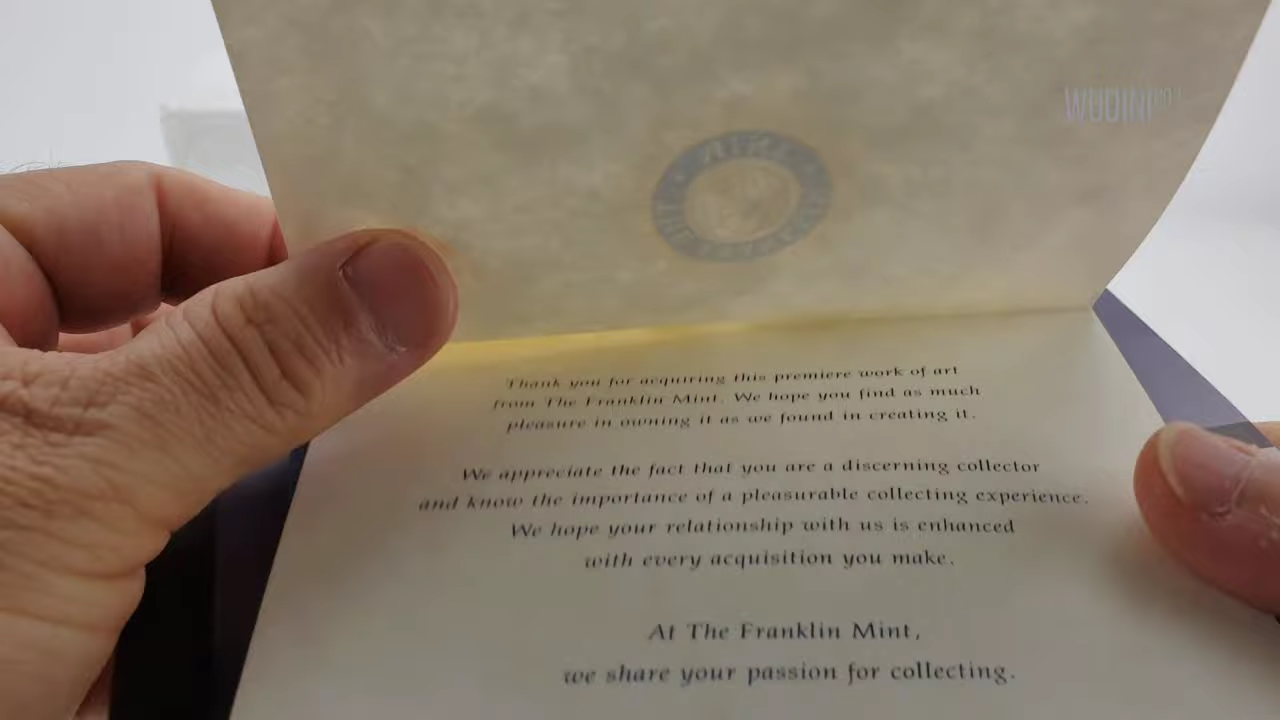 WUDINI
Thank you for acquiring this premiere work of art
from The Franklin Mint. We hope you find as much
pleasure in owning it as we found in creating it.
We appreciate the fact that you are a discerning collector
and know the importance of a pleasurable collecting experience.
We hope your relationship with us is enhanced
with every acquisition you make.
At The Franklin Mint,
we share your passion for collecting.